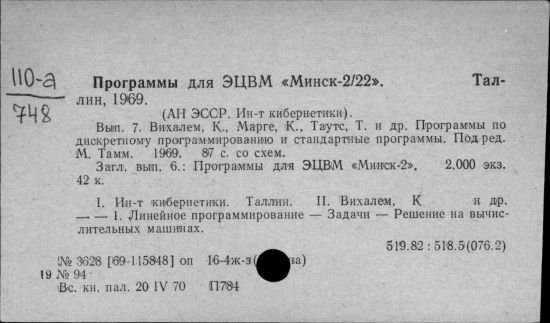 110-а
748
Программы для ЭЦВМ «Минск-2/22». Тал-
лин, 1969.
(АН ЭССР. Ин-т кибернетики).
Вып. 7. Вихалем, К., Марге, К., Таутс, Т. и др. Программы по
дискретному программированию и стандартные программы. Под ред.
М. Тамм. 1969. 87 с. со схем.
Загл. вып. 6.: Программы для ЭЦВМ «Минск-2». 2.000 экз.
42 к.
I. Ин-т кибернетики. Таллин. II. Вихалем, К и др.
— — 1. Линейное программирование — Задачи — Решение на вычис-
лительных машинах.
519.82 : 518.5(076.2)
№ 3628 [69-115848] оп 16-4ж-3( на)
19 № 94
Вс. кн. пал. 20 IV 70 П784